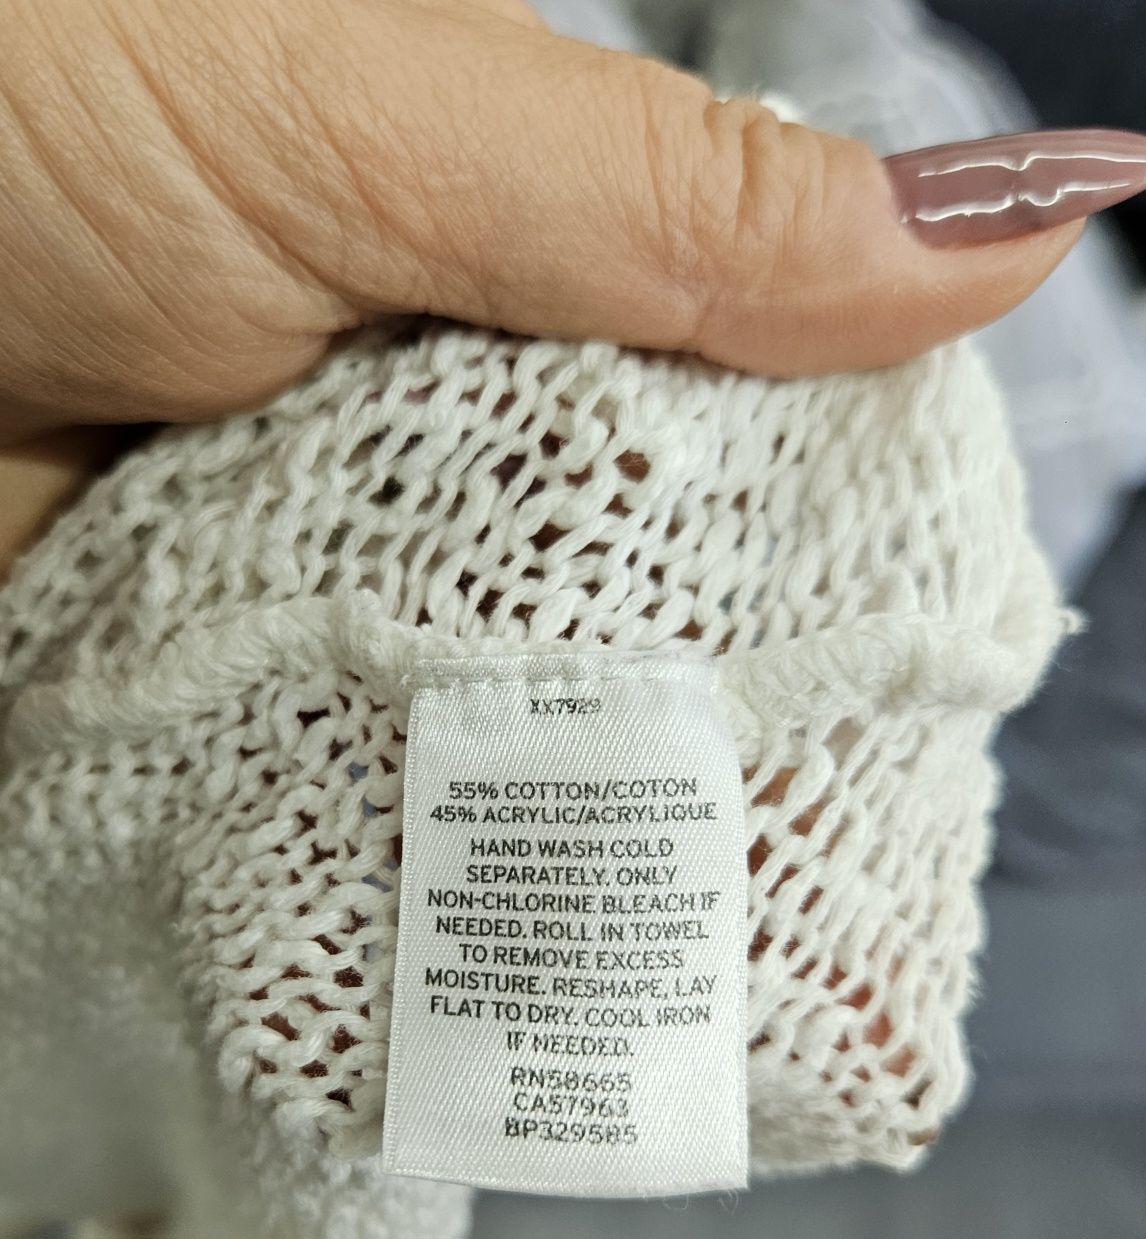 XX7929
55% COTTON/COTON
45% ACRYLIC/ACRYLIQUE
HAND WASH COLD
SEPARATELY. ONLY
NON-CHLORINE BLEACH IF
NEEDED. ROLL IN TOWEL
TO REMOVE EXCESS
MOISTURE. RESHAPE, LAY
FLAT TO DRY. COOL IRON
IF NEEDED.
RN58665
CA57963
BP329585